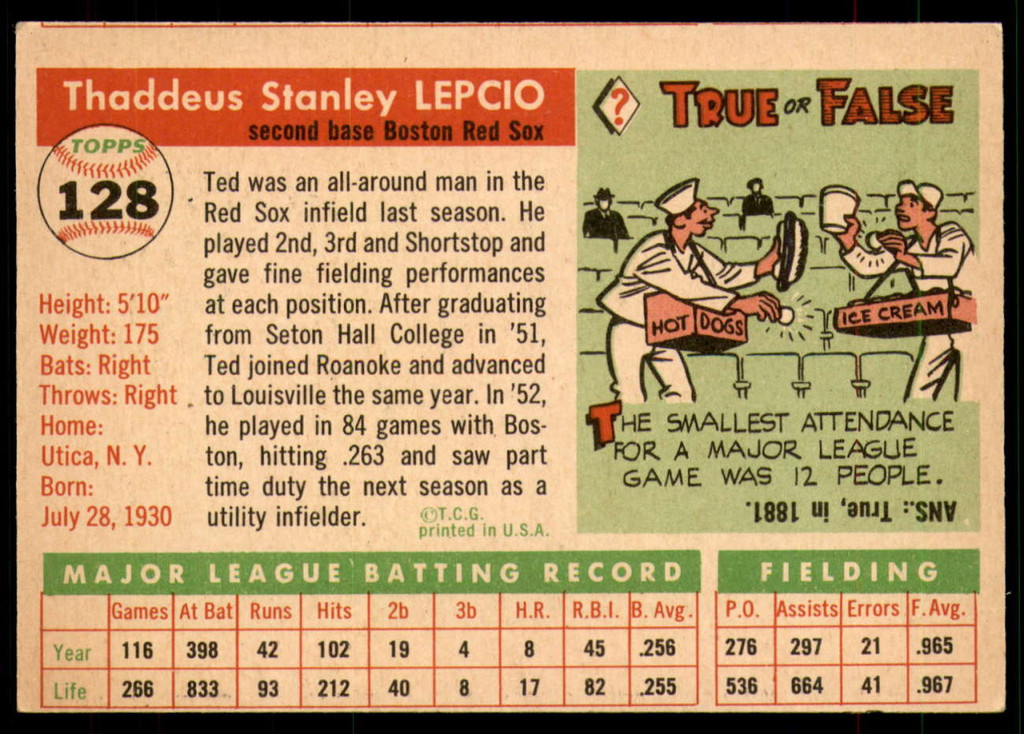 Thaddeus Stanley LEPCIO
second base Boston Red Sox
TOPPS
128
Height: 5'10"
Weight: 175
Bats: Right
Throws: Right
Home:
Utica, N. Y.
Born:
July 28, 1930
Ted was an all-around man in the
Red Sox infield last season. He
played 2nd, 3rd and Shortstop and
gave fine fielding performances
at each position. After graduating
from Seton Hall College in '51,
Ted joined Roanoke and advanced
to Louisville the same year. In '52,
he played in 84 games with Bos-
ton, hitting .263 and saw part
time duty the next season as a
utility infielder.
©T.C.G.
printed in U.S.A.
?
TRUE OR FALSE
HOT DOGS
ICE CREAM
THE SMALLEST ATTENDANCE
FOR A MAJOR LEAGUE
GAME WAS 12 PEOPLE.
ANS.: True, in 1881.
MAJOR LEAGUE BATTING RECORD
Games At Bat Runs Hits 2b 3b H.R. R.B.I. B. Avg.
Year 116 398 42 102 19 4 8 45 .256
Life 266 833 93 212 40 8 17 82 .255
FIELDING
P.O. Assists Errors F. Avg.
276 297 21 .965
536 664 41 .967